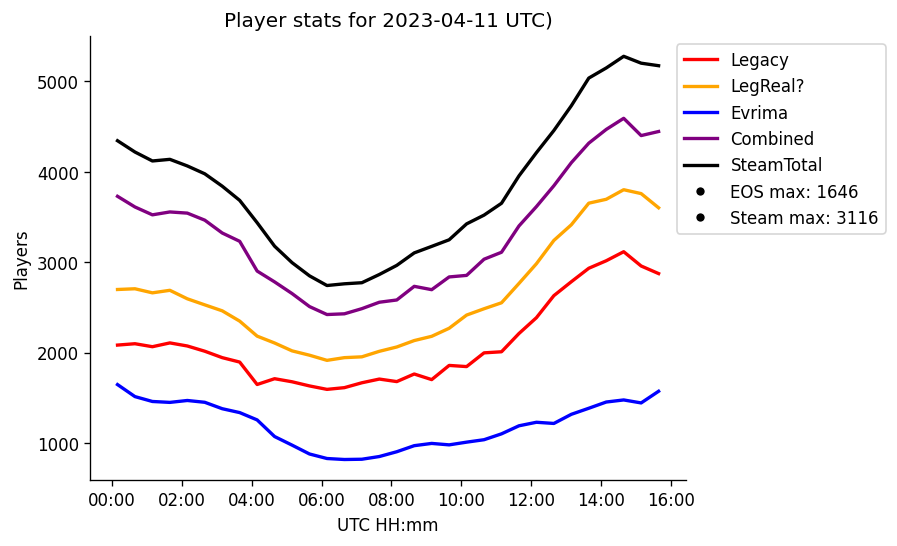 Player stats for 2023-04-11 UTC)
Legacy
LegReal?
Evrima
Combined
SteamTotal
EOS max: 1646
Steam max: 3116
Players
5000
4000
3000
2000
1000
00:00 02:00 04:00 06:00 08:00 10:00 12:00 14:00 16:00
UTC HH:mm